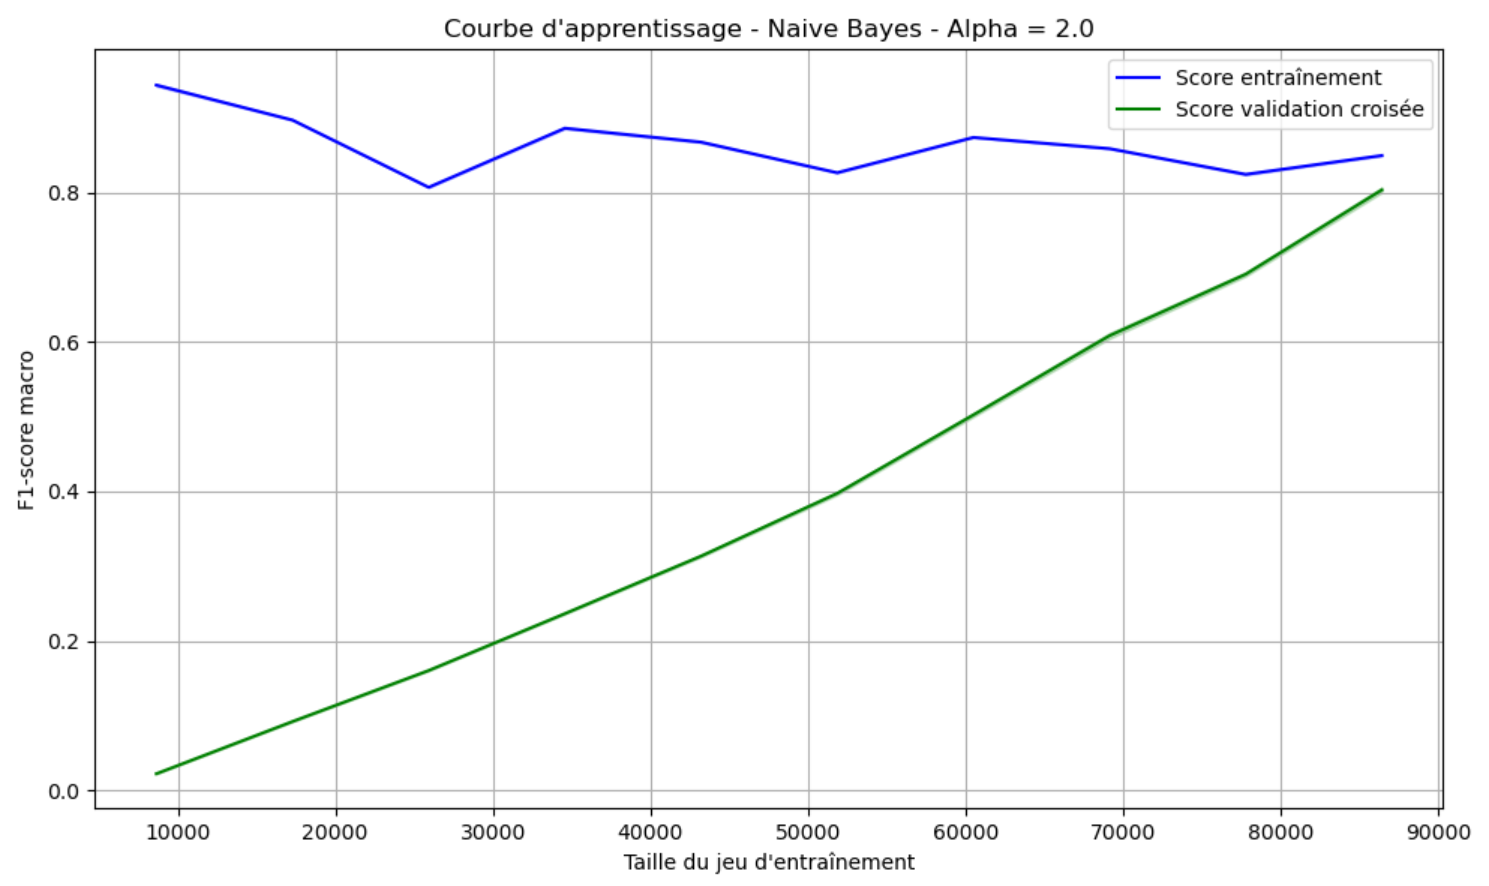 Courbe d'apprentissage - Naive Bayes - Alpha = 2.0
Score entraînement
Score validation croisée
F1-score macro
0.8
0.6
0.4
0.2
0.0
10000 20000 30000 40000 50000 60000 70000 80000 90000
Taille du jeu d'entraînement